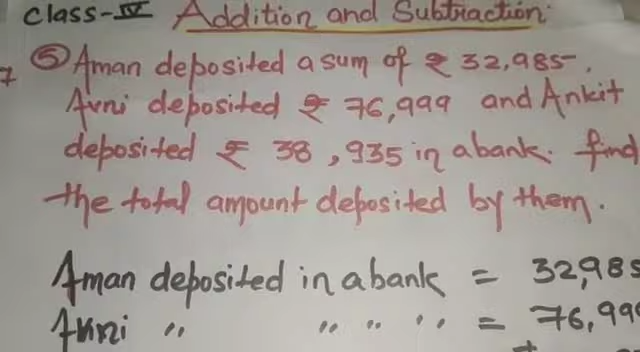 Class-IV Addition and Subtraction
7 ⑤ Aman deposited a sum of ₹ 32,985.
Avni deposited ₹ 76,999 and Ankit
deposited ₹ 38,935 in a bank. find
the total amount deposited by them.
Aman deposited in a bank = 32,985
Avni " " " " = 76,999
+